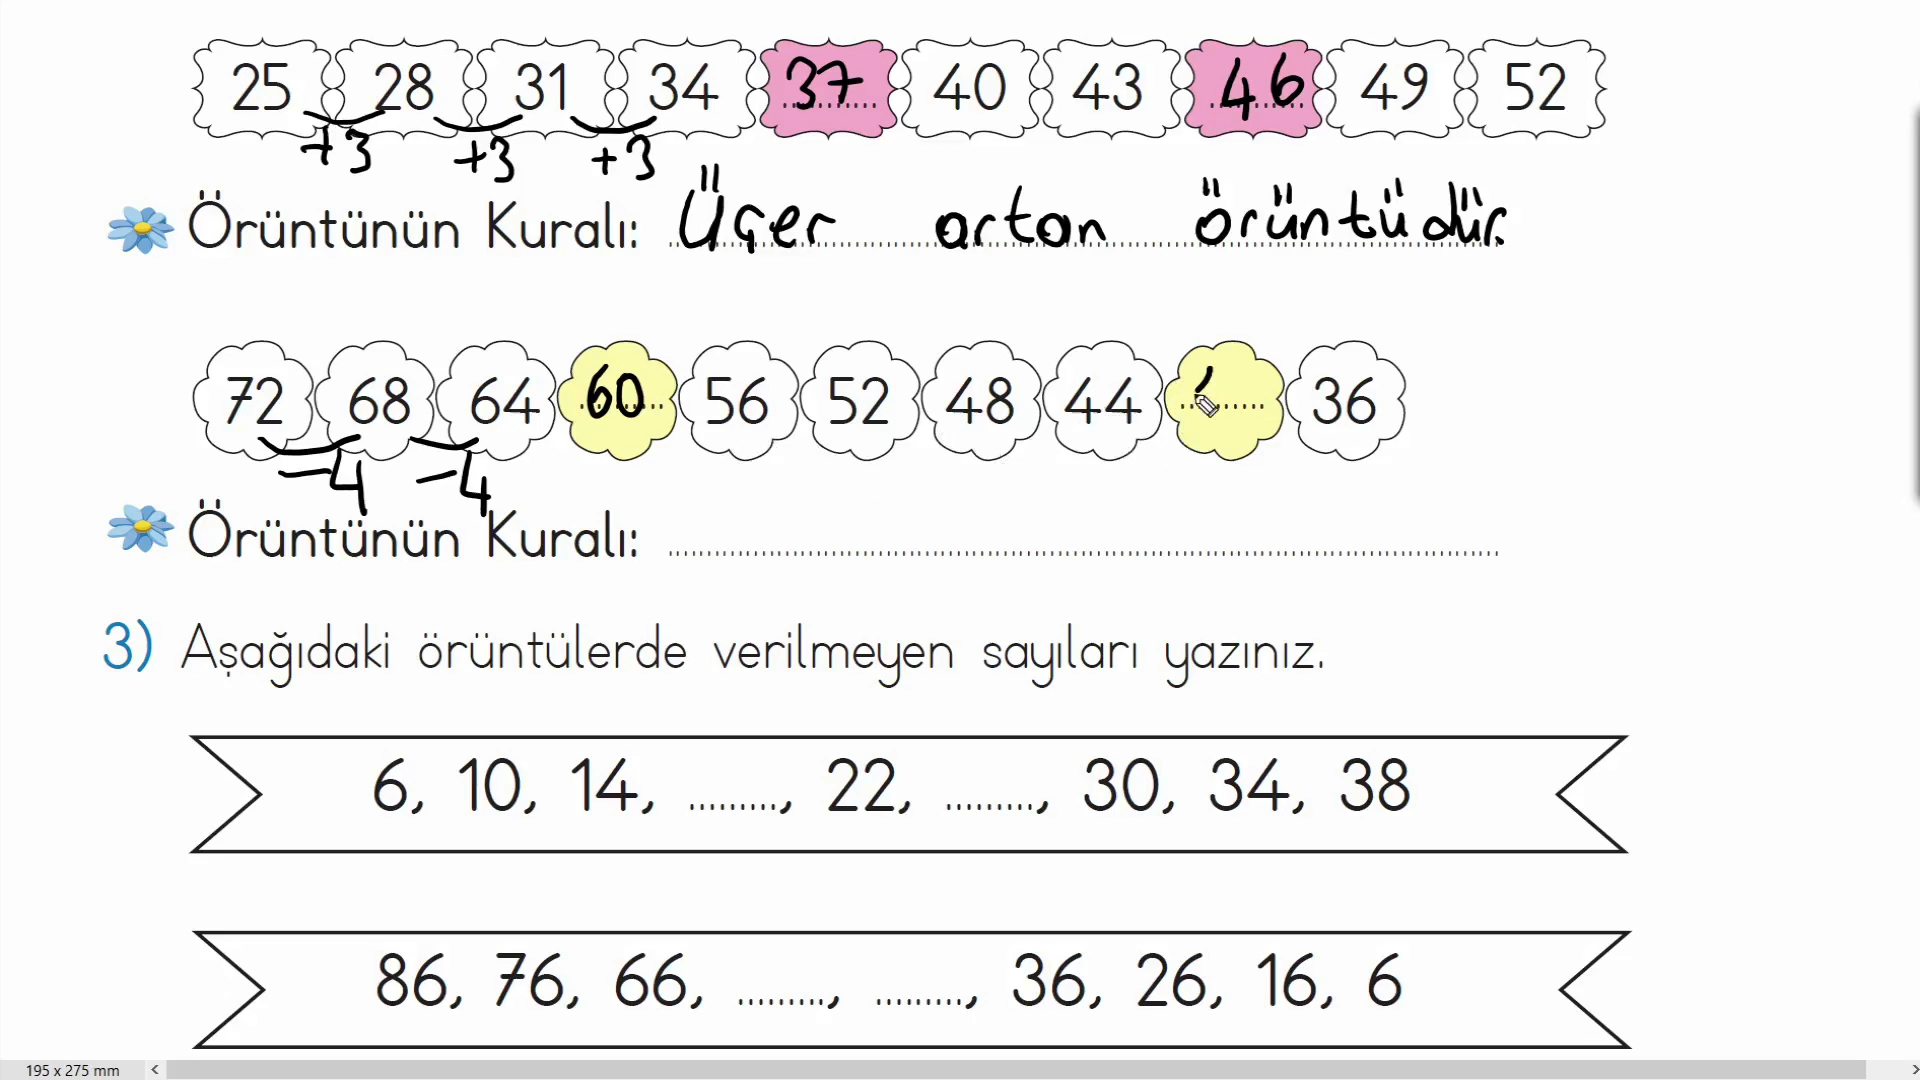 25 28 31 34 37 40 43 46 49 52
+3 +3 +3
Örüntünün Kuralı: Üçer artan örüntüdür.
72 68 64 60 56 52 48 44 36
-4 -4
Örüntünün Kuralı: ..........
3) Aşağıdaki örüntülerde verilmeyen sayıları yazınız.
6, 10, 14, .........., 22, .........., 30, 34, 38
86, 76, 66, .........., .........., 36, 26, 16, 6
195 x 275 mm